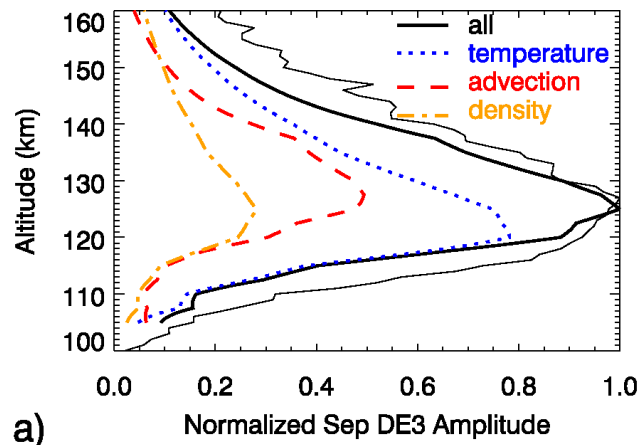 160
150
140
130
120
110
100
Altitude (km)
all
temperature
advection
density
0.0 0.2 0.4 0.6 0.8 1.0
Normalized Sep DE3 Amplitude
a)